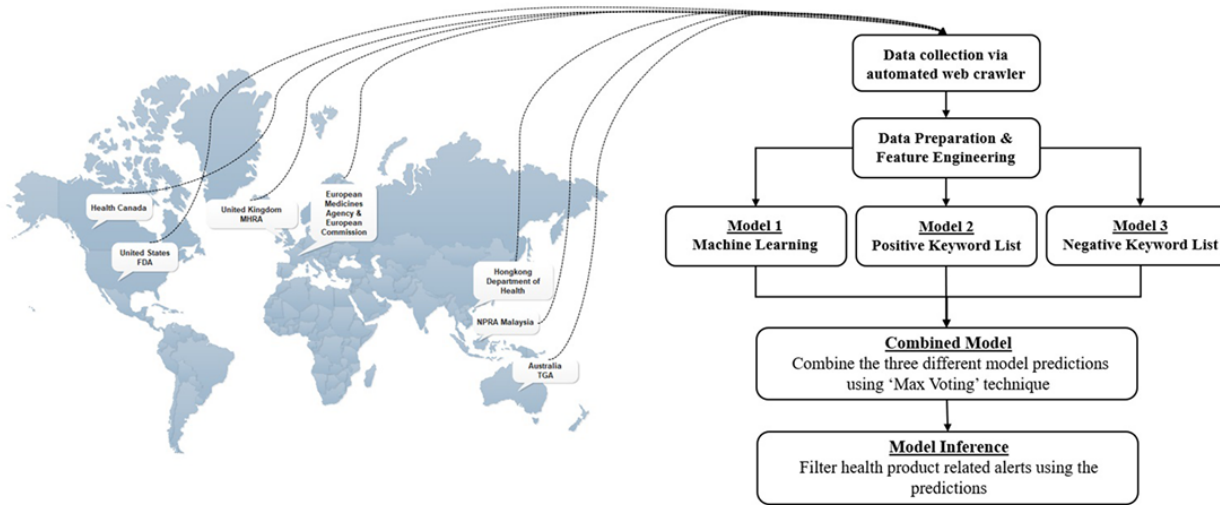 Data collection via
automated web crawler
Data Preparation &
Feature Engineering
Model 1
Machine Learning
Model 2
Positive Keyword List
Model 3
Negative Keyword List
Combined Model
Combine the three different model predictions
using ‘Max Voting’ technique
Model Inference
Filter health product related alerts using the
predictions
Health Canada
United States
FDA
United Kingdom
MHRA
European
Medicines
Agency &
European
Commission
Hongkong
Department of
Health
NPRA Malaysia
Australia
TGA